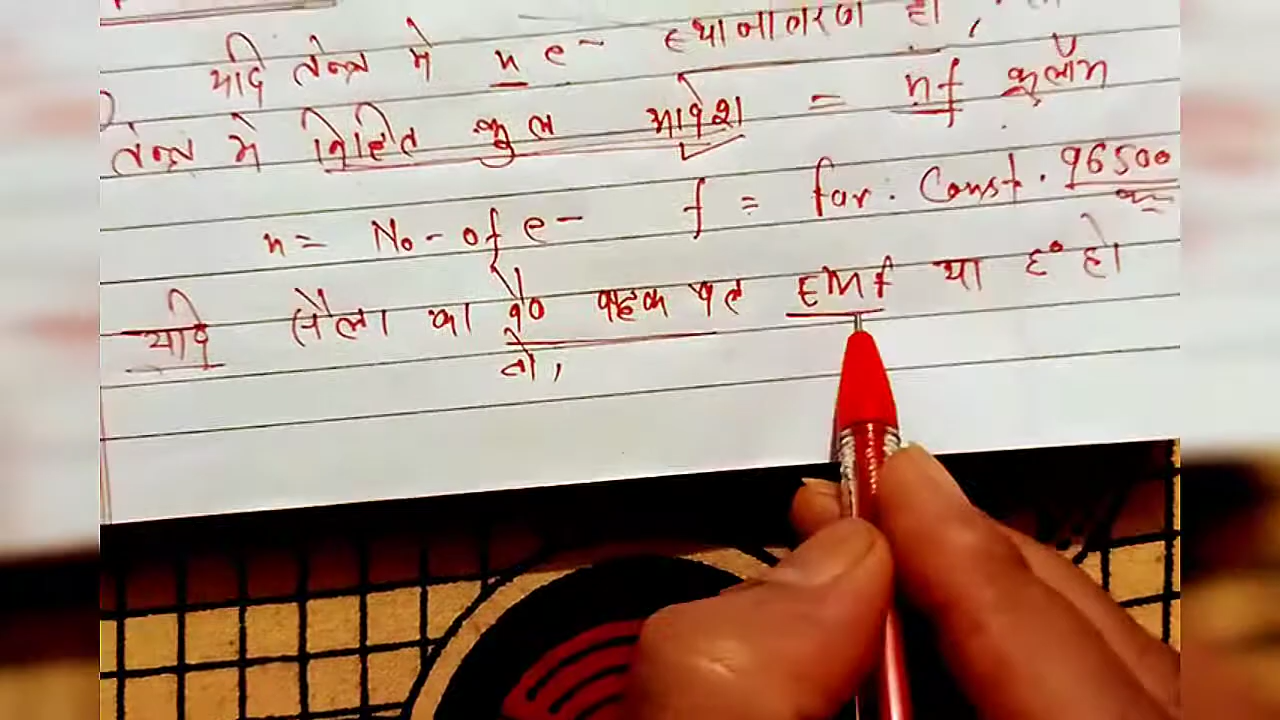 यदि तन्त्र मे n e- स्थानान्तरण हो,
तन्त्र मे निहित कुल आवेश = nf कूलॉम
n = No-of e- f = far. Const. 96500
यदि सैल का वि० वाहक बल EMf या E° हो
तो,